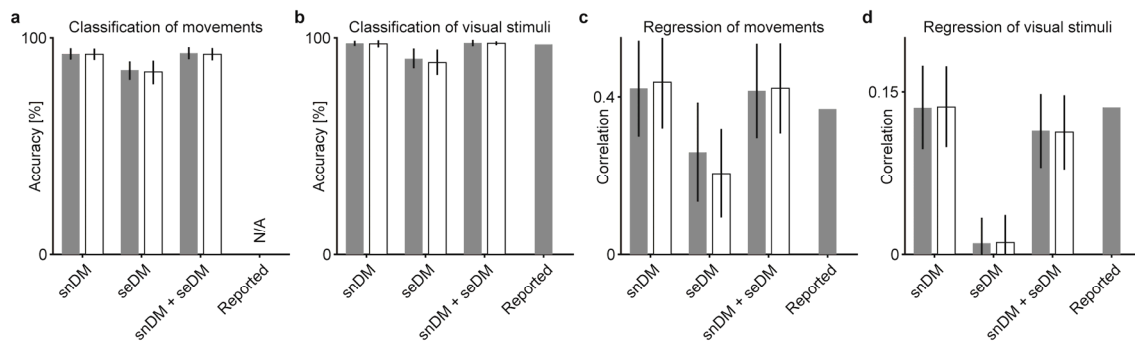 a Classification of movements
100
Accuracy [%]
0
snDM
seDM
snDM + seDM
N/A
Reported
b Classification of visual stimuli
100
Accuracy [%]
0
snDM
seDM
snDM + seDM
Reported
c Regression of movements
0.4
Correlation
0
snDM
seDM
snDM + seDM
Reported
d Regression of visual stimuli
0.15
Correlation
0
snDM
seDM
snDM + seDM
Reported